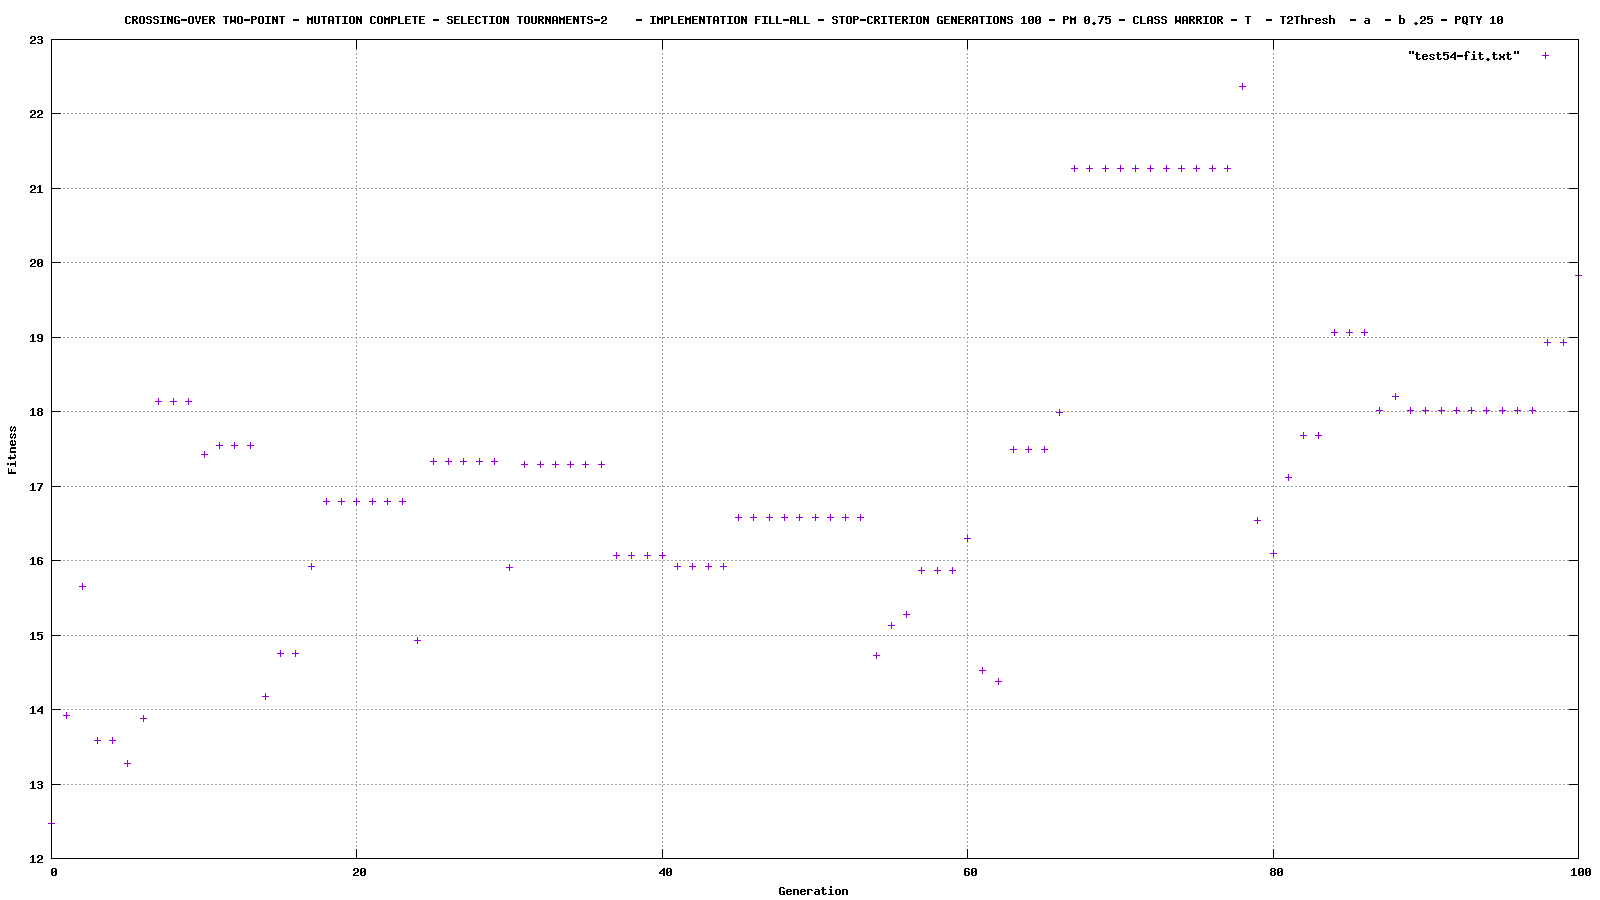 CROSSING-OVER TWO-POINT - MUTATION COMPLETE - SELECTION TOURNAMENTS-2    - IMPLEMENTATION FILL-ALL - STOP-CRITERION GENERATIONS 100 - PM 0.75 - CLASS WARRIOR - T  - T2Thresh  - a  - b .25 - PQTY 10
"test54-fit.txt"
23
22
21
20
19
18
17
16
15
14
13
12
Fitness
0 20 40 60 80 100
Generation